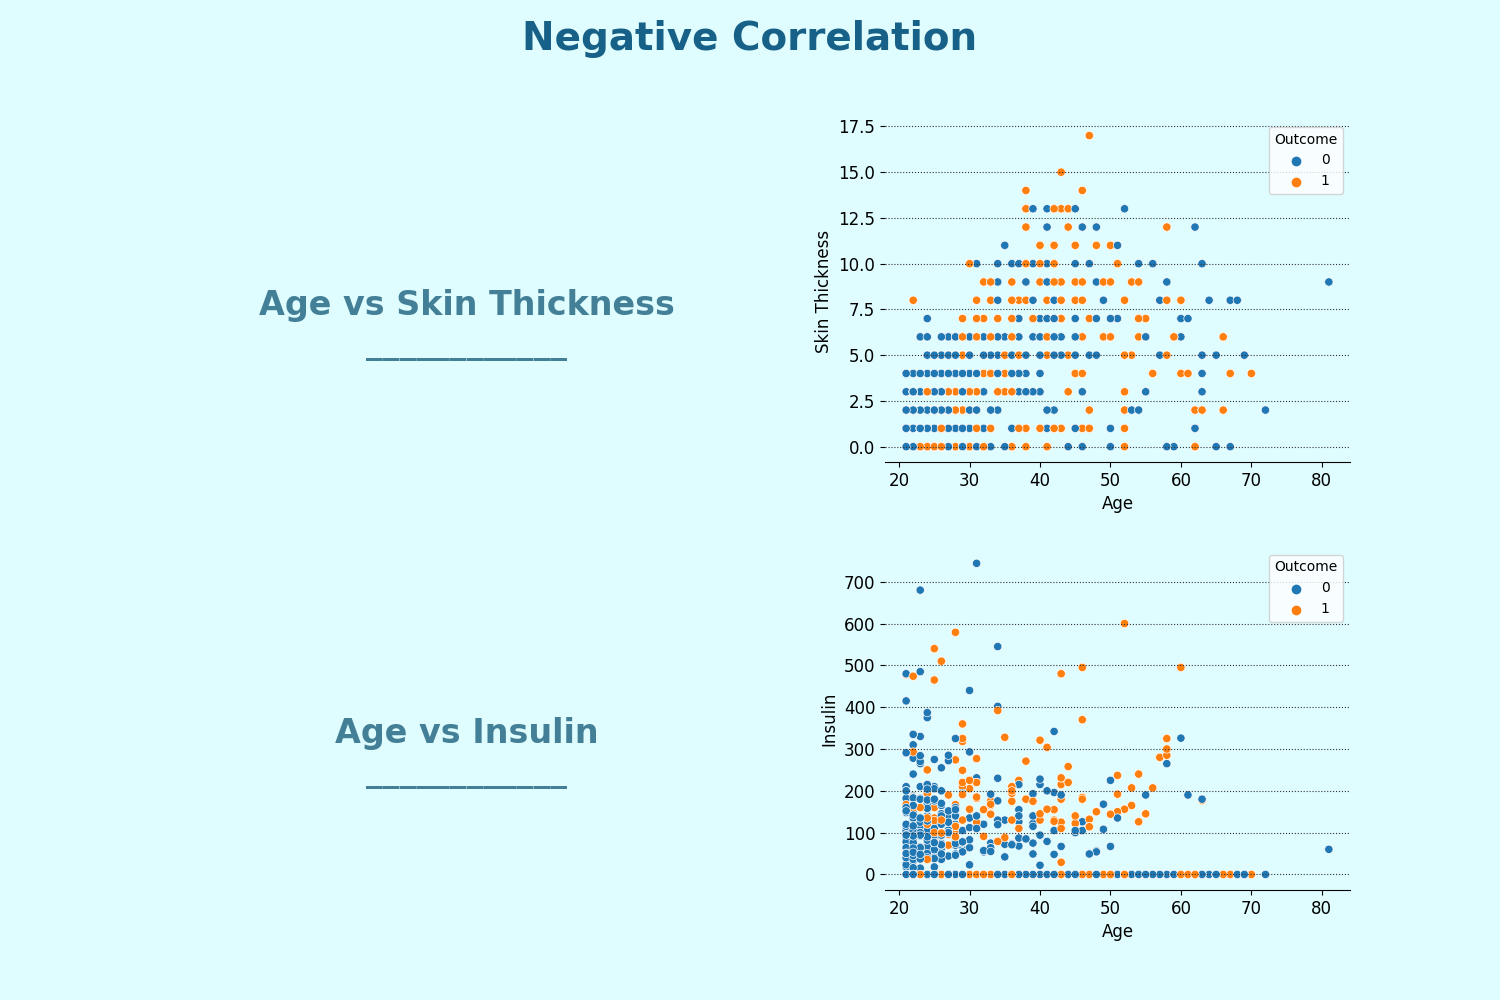 Negative Correlation
Age vs Skin Thickness
____________
Skin Thickness
17.5
15.0
12.5
10.0
7.5
5.0
2.5
0.0
20 30 40 50 60 70 80
Age
Outcome
0
1
Age vs Insulin
____________
Insulin
700
600
500
400
300
200
100
0
20 30 40 50 60 70 80
Age
Outcome
0
1